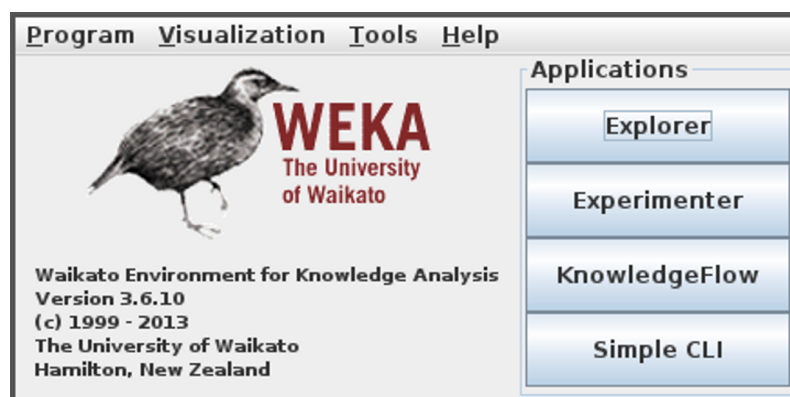 Program Visualization Tools Help
WEKA
The University
of Waikato
Waikato Environment for Knowledge Analysis
Version 3.6.10
(c) 1999 - 2013
The University of Waikato
Hamilton, New Zealand
Applications
Explorer
Experimenter
KnowledgeFlow
Simple CLI